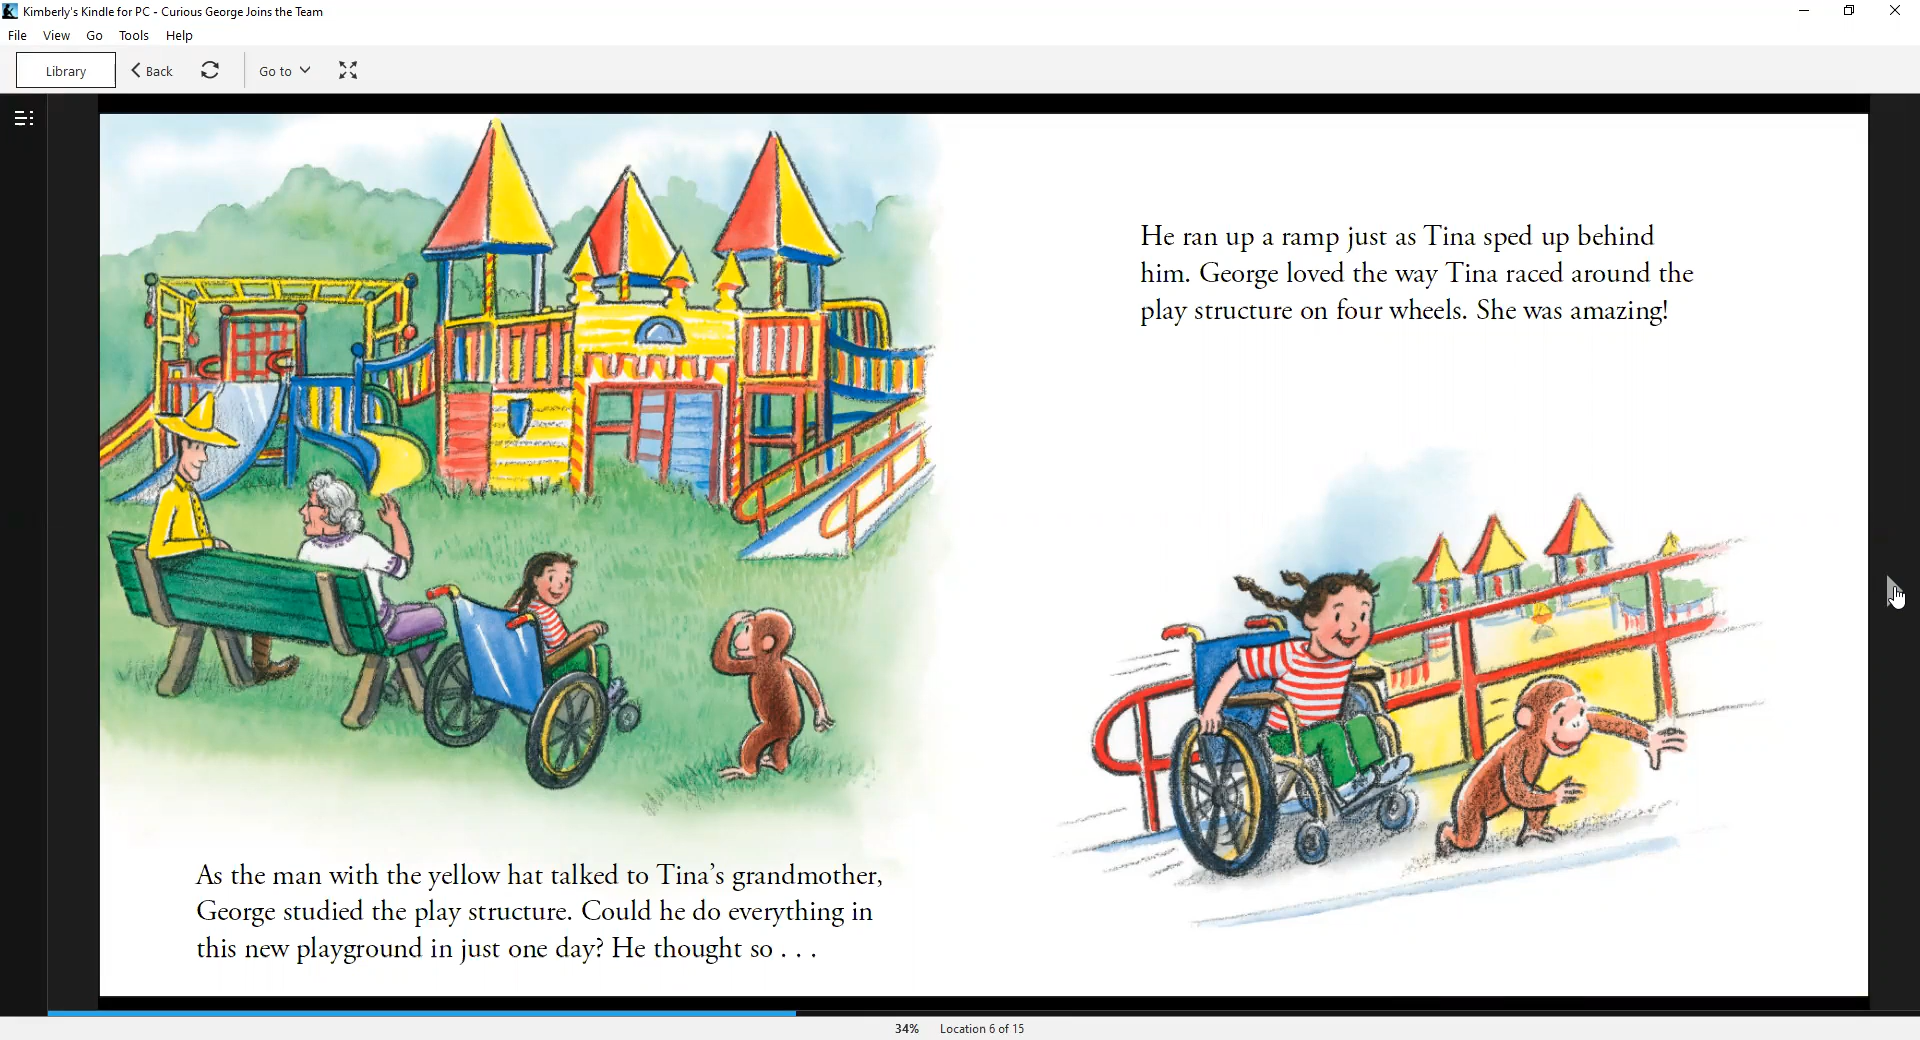 Kimberly's Kindle for PC - Curious George Joins the Team
File View Go Tools Help
Library Back Go to
As the man with the yellow hat talked to Tina’s grandmother,
George studied the play structure. Could he do everything in
this new playground in just one day? He thought so . . .
He ran up a ramp just as Tina sped up behind
him. George loved the way Tina raced around the
play structure on four wheels. She was amazing!
34% Location 6 of 15